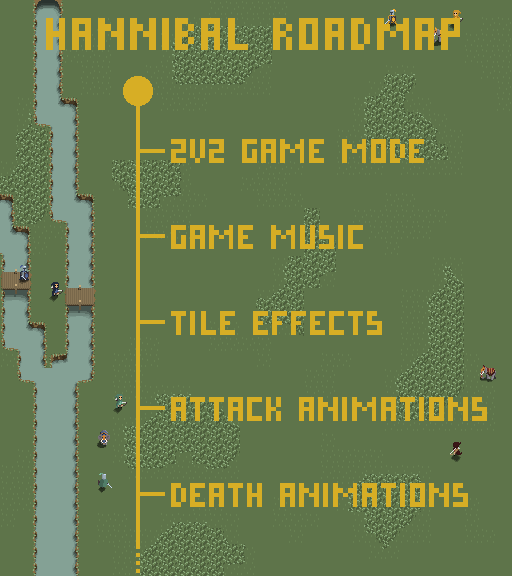 HANNIBAL ROADMAP
2V2 GAME MODE
GAME MUSIC
TILE EFFECTS
ATTACK ANIMATIONS
DEATH ANIMATIONS